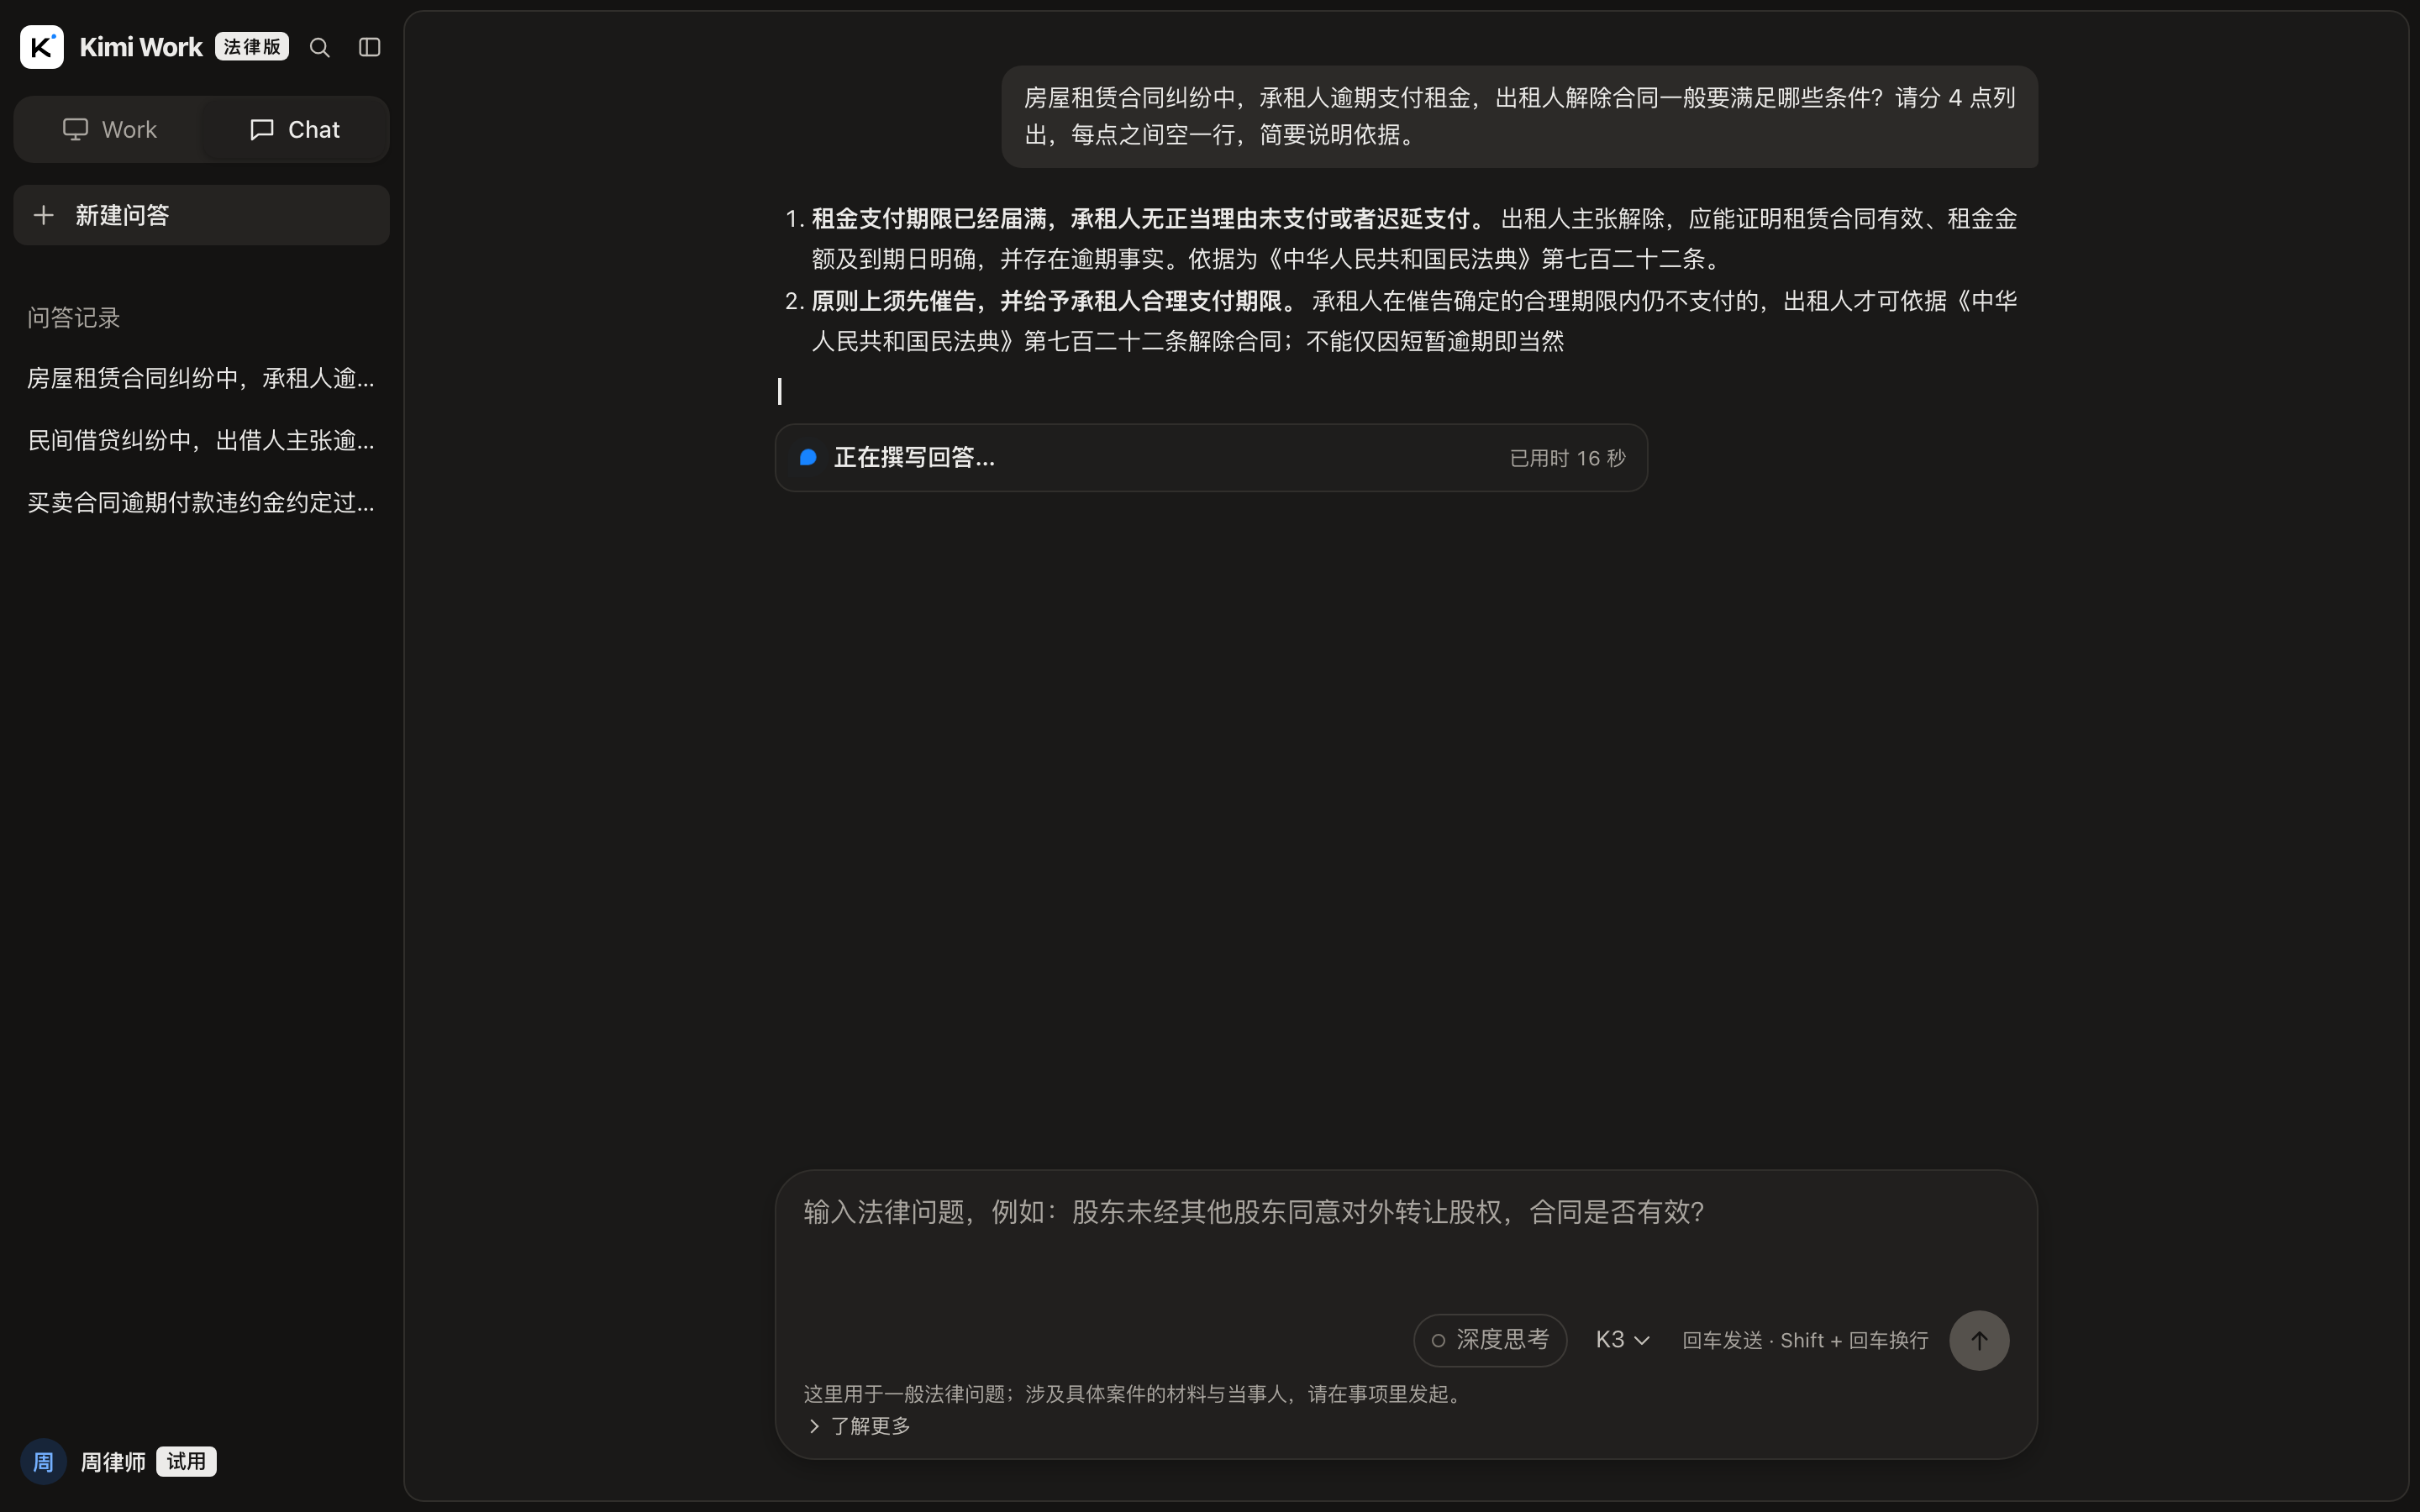 Kimi Work 法律版
Work
Chat
新建问答
问答记录
房屋租赁合同纠纷中，承租人逾...
民间借贷纠纷中，出借人主张逾...
买卖合同逾期付款违约金约定过...
周 周律师 试用
房屋租赁合同纠纷中，承租人逾期支付租金，出租人解除合同一般要满足哪些条件？请分 4 点列
出，每点之间空一行，简要说明依据。
1. 租金支付期限已经届满，承租人无正当理由未支付或者迟延支付。 出租人主张解除，应能证明租赁合同有效、租金金
额及到期日明确，并存在逾期事实。依据为《中华人民共和国民法典》第七百二十二条。
2. 原则上须先催告，并给予承租人合理支付期限。 承租人在催告确定的合理期限内仍不支付的，出租人才可依据《中华
人民共和国民法典》第七百二十二条解除合同；不能仅因短暂逾期即当然
正在撰写回答... 已用时 16 秒
输入法律问题，例如：股东未经其他股东同意对外转让股权，合同是否有效?
深度思考 K3 回车发送 · Shift + 回车换行
这里用于一般法律问题；涉及具体案件的材料与当事人，请在事项里发起。
了解更多